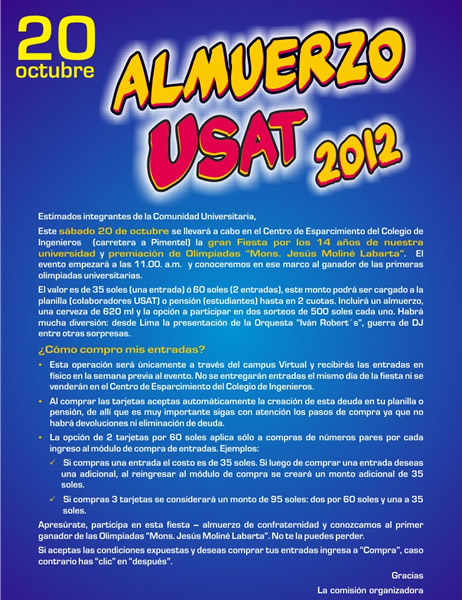 20
octubre
ALMUERZO
USAT
2012
Estimados integrantes de la Comunidad Universitaria,
Este sábado 20 de octubre se llevará a cabo en el Centro de Esparcimiento del Colegio de
Ingenieros (carretera a Pimentel) la gran Fiesta por los 14 años de nuestra
universidad y premiación de Olimpiadas "Mons. Jesús Moliné Labarta". El
evento empezará a las 11.00. a.m. y conoceremos en ese marco al ganador de las primeras
olimpiadas universitarias.
El valor es de 35 soles (una entrada) ó 60 soles (2 entradas), este monto podrá ser cargado a la
planilla (colaboradores USAT) o pensión (estudiantes) hasta en 2 cuotas. Incluirá un almuerzo,
una cerveza de 620 ml y la opción a participar en dos sorteos de 500 soles cada uno. Habrá
mucha diversión: desde Lima la presentación de la Orquesta "Iván Robert´s", guerra de DJ
entre otras sorpresas.
¿Cómo compro mis entradas?
• Esta operación será únicamente a través del campus Virtual y recibirás las entradas en
físico en la semana previa al evento. No se entregarán entradas el mismo día de la fiesta ni se
venderán en el Centro de Esparcimiento del Colegio de Ingenieros.
• Al comprar las tarjetas aceptas automáticamente la creación de esta deuda en tu planilla o
pensión, de allí que es muy importante sigas con atención los pasos de compra ya que no
habrá devoluciones ni eliminación de deuda.
• La opción de 2 tarjetas por 60 soles aplica sólo a compras de números pares por cada
ingreso al módulo de compra de entradas. Ejemplos:
✓ Si compras una entrada el costo es de 35 soles. Si luego de comprar una entrada deseas
una adicional, al reingresar al módulo de compra se creará un monto adicional de 35
soles.
✓ Si compras 3 tarjetas se considerará un monto de 95 soles: dos por 60 soles y una a 35
soles.
Apresúrate, participa en esta fiesta – almuerzo de confraternidad y conozcamos al primer
ganador de las Olimpiadas "Mons. Jesús Moliné Labarta". No te la puedes perder.
Si aceptas las condiciones expuestas y deseas comprar tus entradas ingresa a "Compra", caso
contrario has "clic" en "después".
Gracias
La comisión organizadora